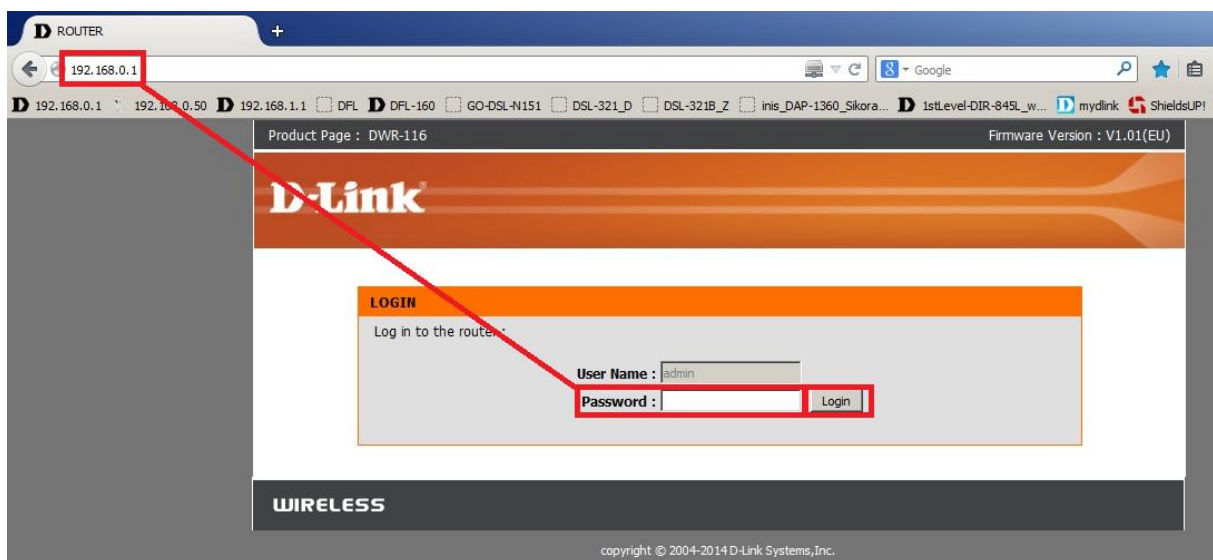 ROUTER
192.168.0.1
Google
192.168.0.1 192.168.0.50 192.168.1.1 DFL DFL-160 GO-DSL-N151 DSL-321_D DSL-321B_Z inis_DAP-1360_Sikora... 1stLevel-DIR-845L_w... mydlink ShieldsUP!
Product Page : DWR-116 Firmware Version : V1.01(EU)
D-Link
LOGIN
Log in to the router :
User Name : admin
Password : Login
WIRELESS
copyright © 2004-2014 D-Link Systems,Inc.